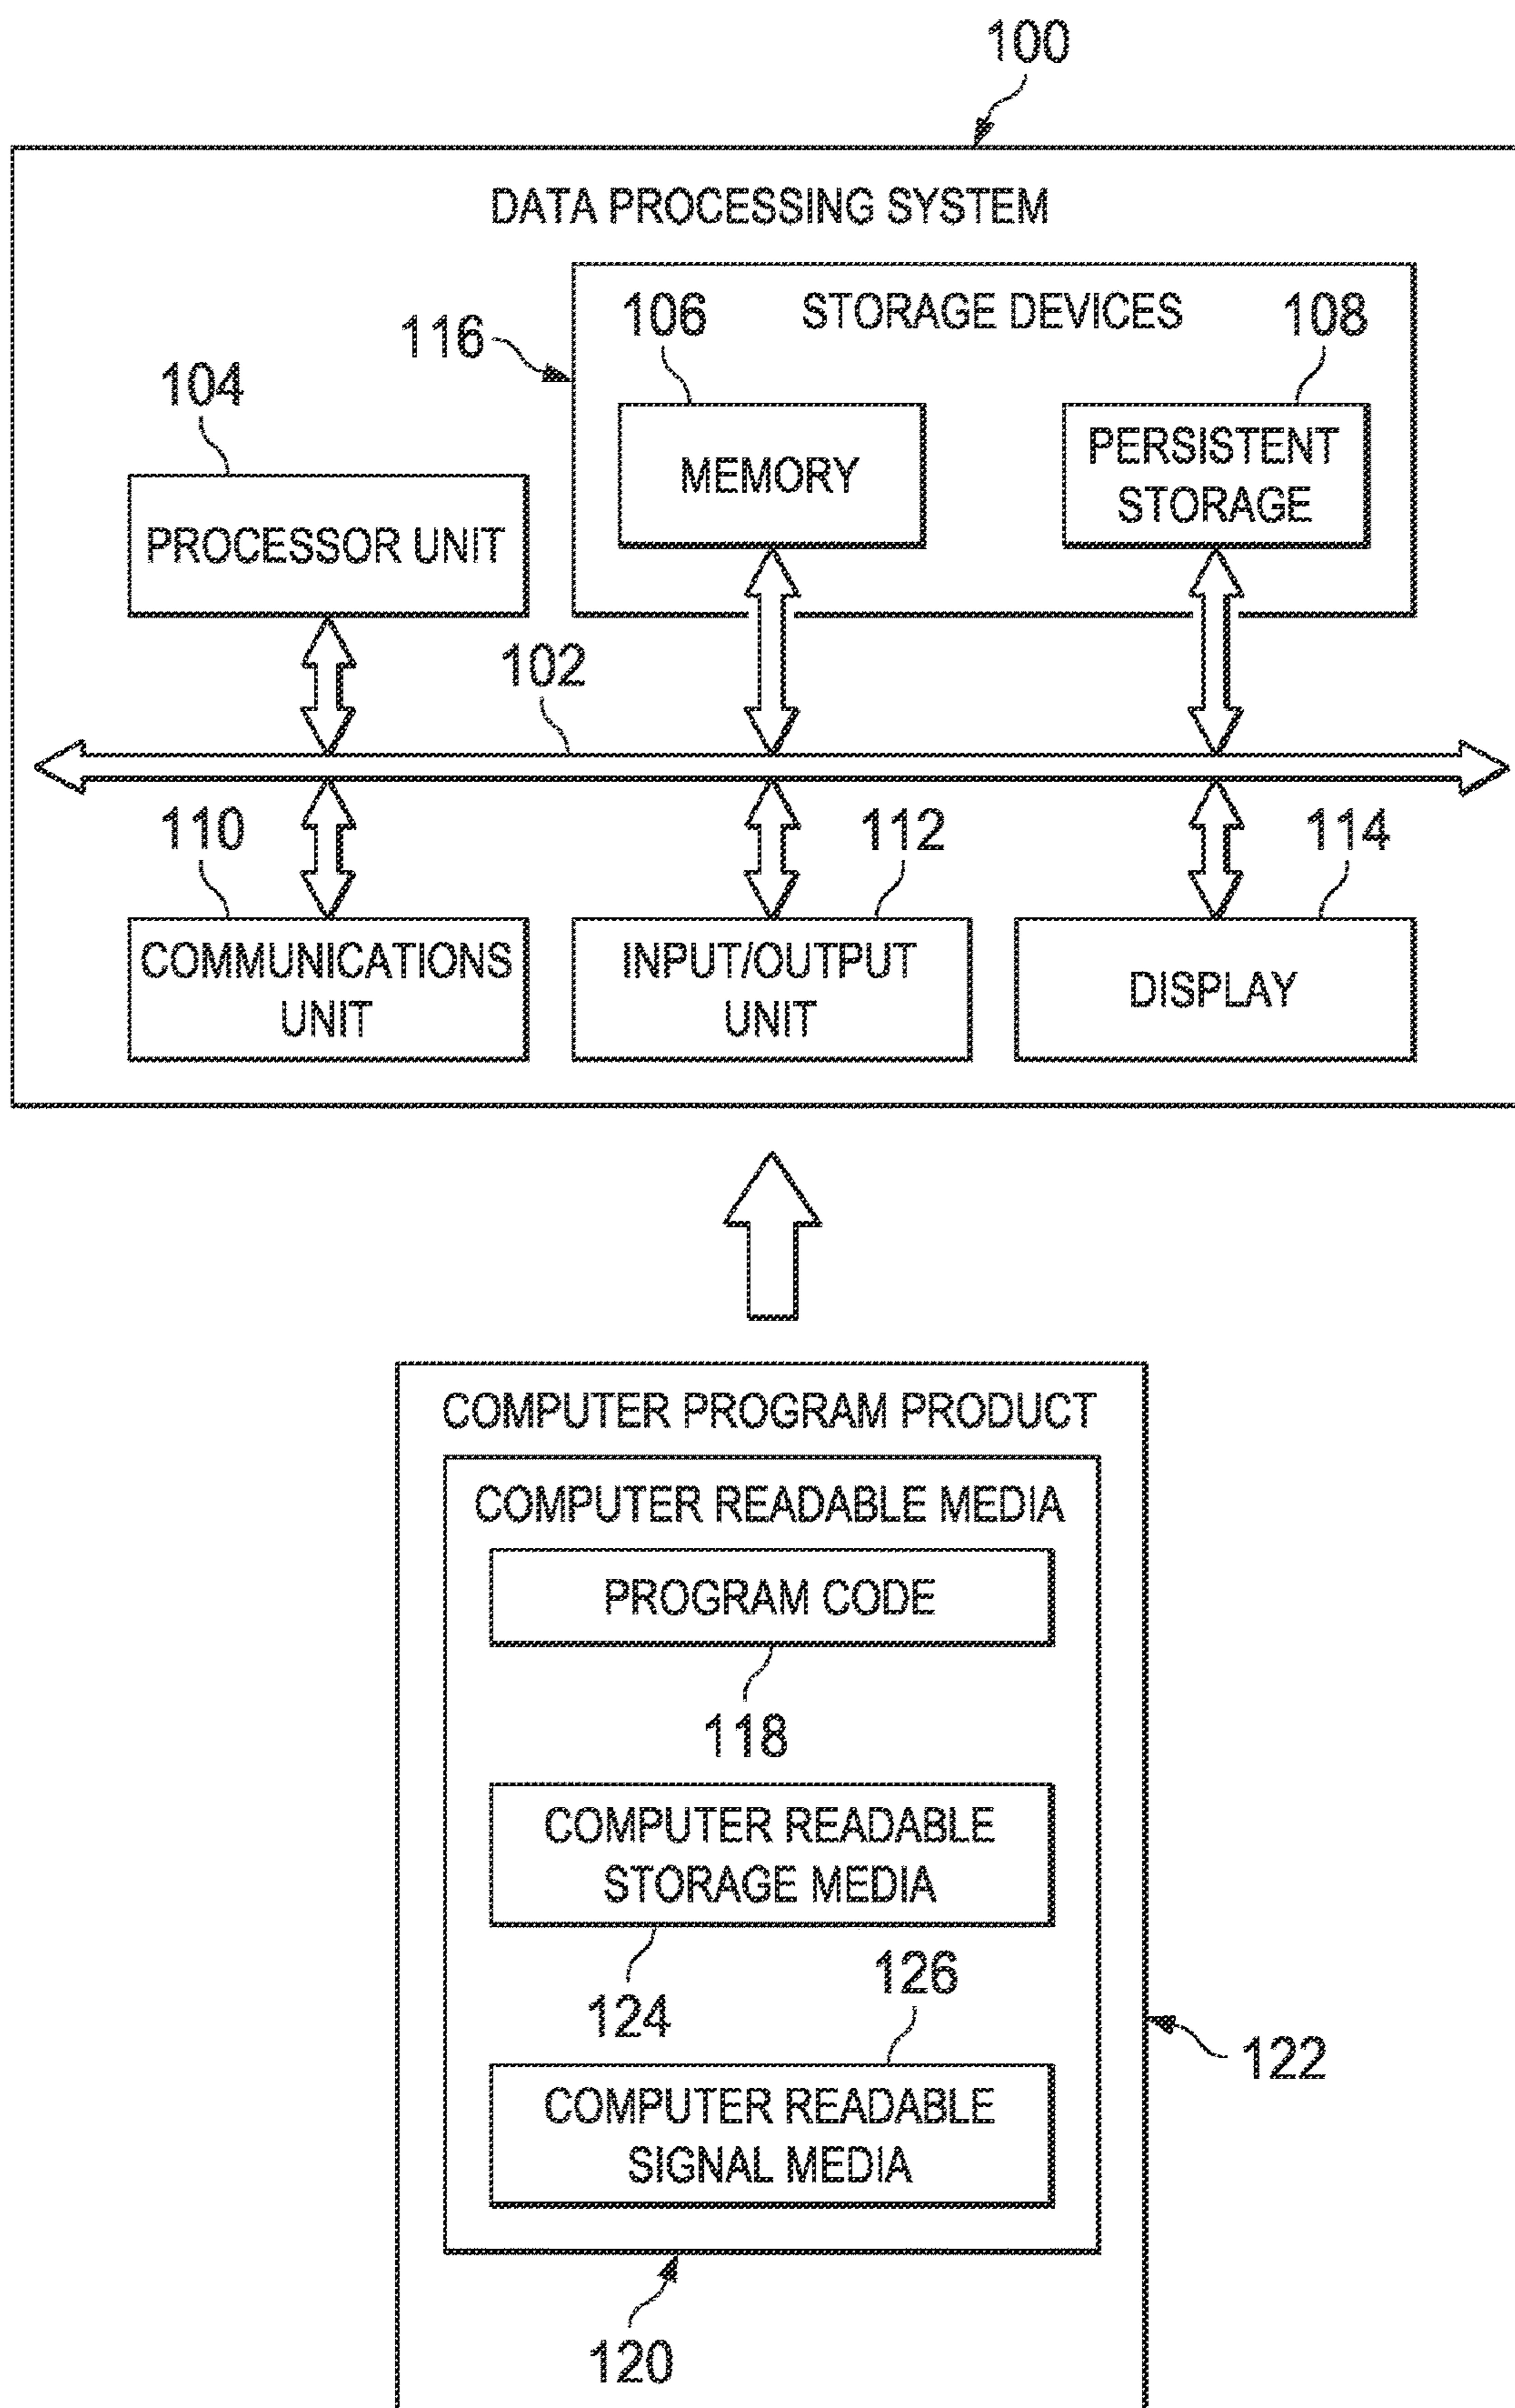 100
DATA PROCESSING SYSTEM
116
106
STORAGE DEVICES
108
104
MEMORY
PERSISTENT
STORAGE
PROCESSOR UNIT
102
110
112
114
COMMUNICATIONS
UNIT
INPUT/OUTPUT
UNIT
DISPLAY
COMPUTER PROGRAM PRODUCT
COMPUTER READABLE MEDIA
PROGRAM CODE
118
COMPUTER READABLE
STORAGE MEDIA
124
126
122
COMPUTER READABLE
SIGNAL MEDIA
120